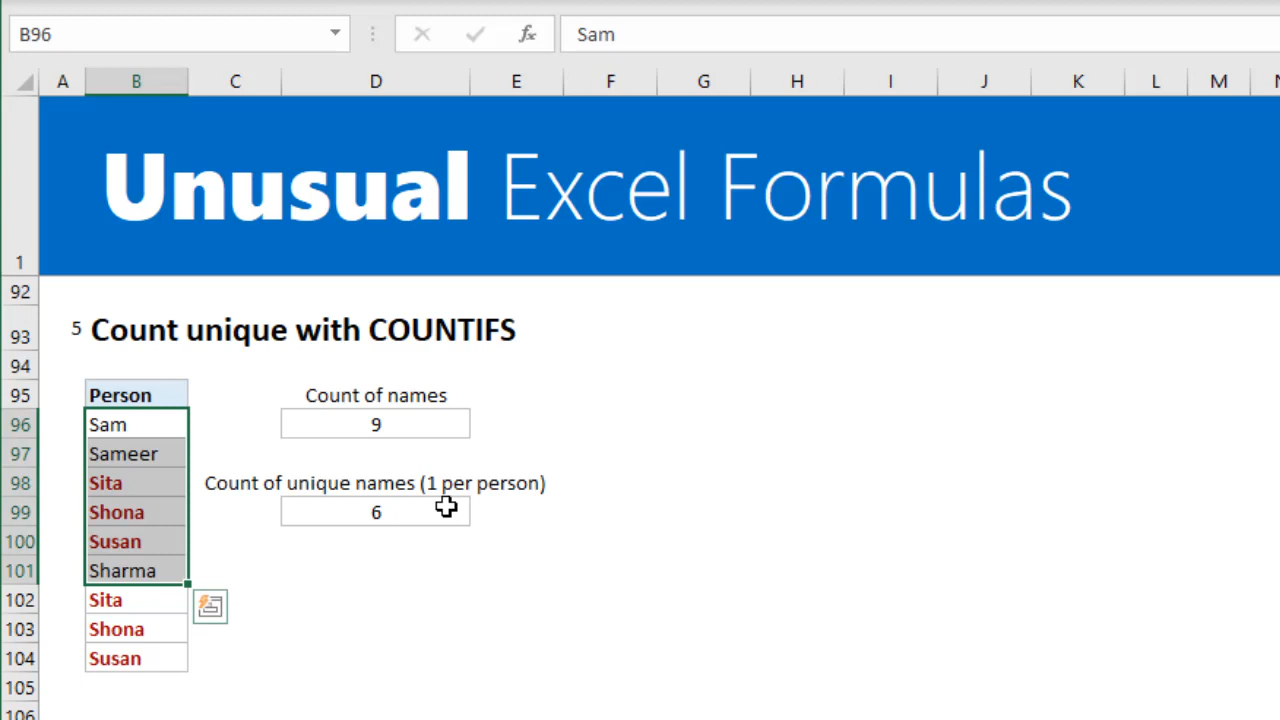 B96 Sam
A B C D E F G H I J K L M
Unusual Excel Formulas
1
92
93 5 Count unique with COUNTIFS
94
95 Person Count of names
96 Sam 9
97 Sameer
98 Sita Count of unique names (1 per person)
99 Shona 6
100 Susan
101 Sharma
102 Sita
103 Shona
104 Susan
105
106